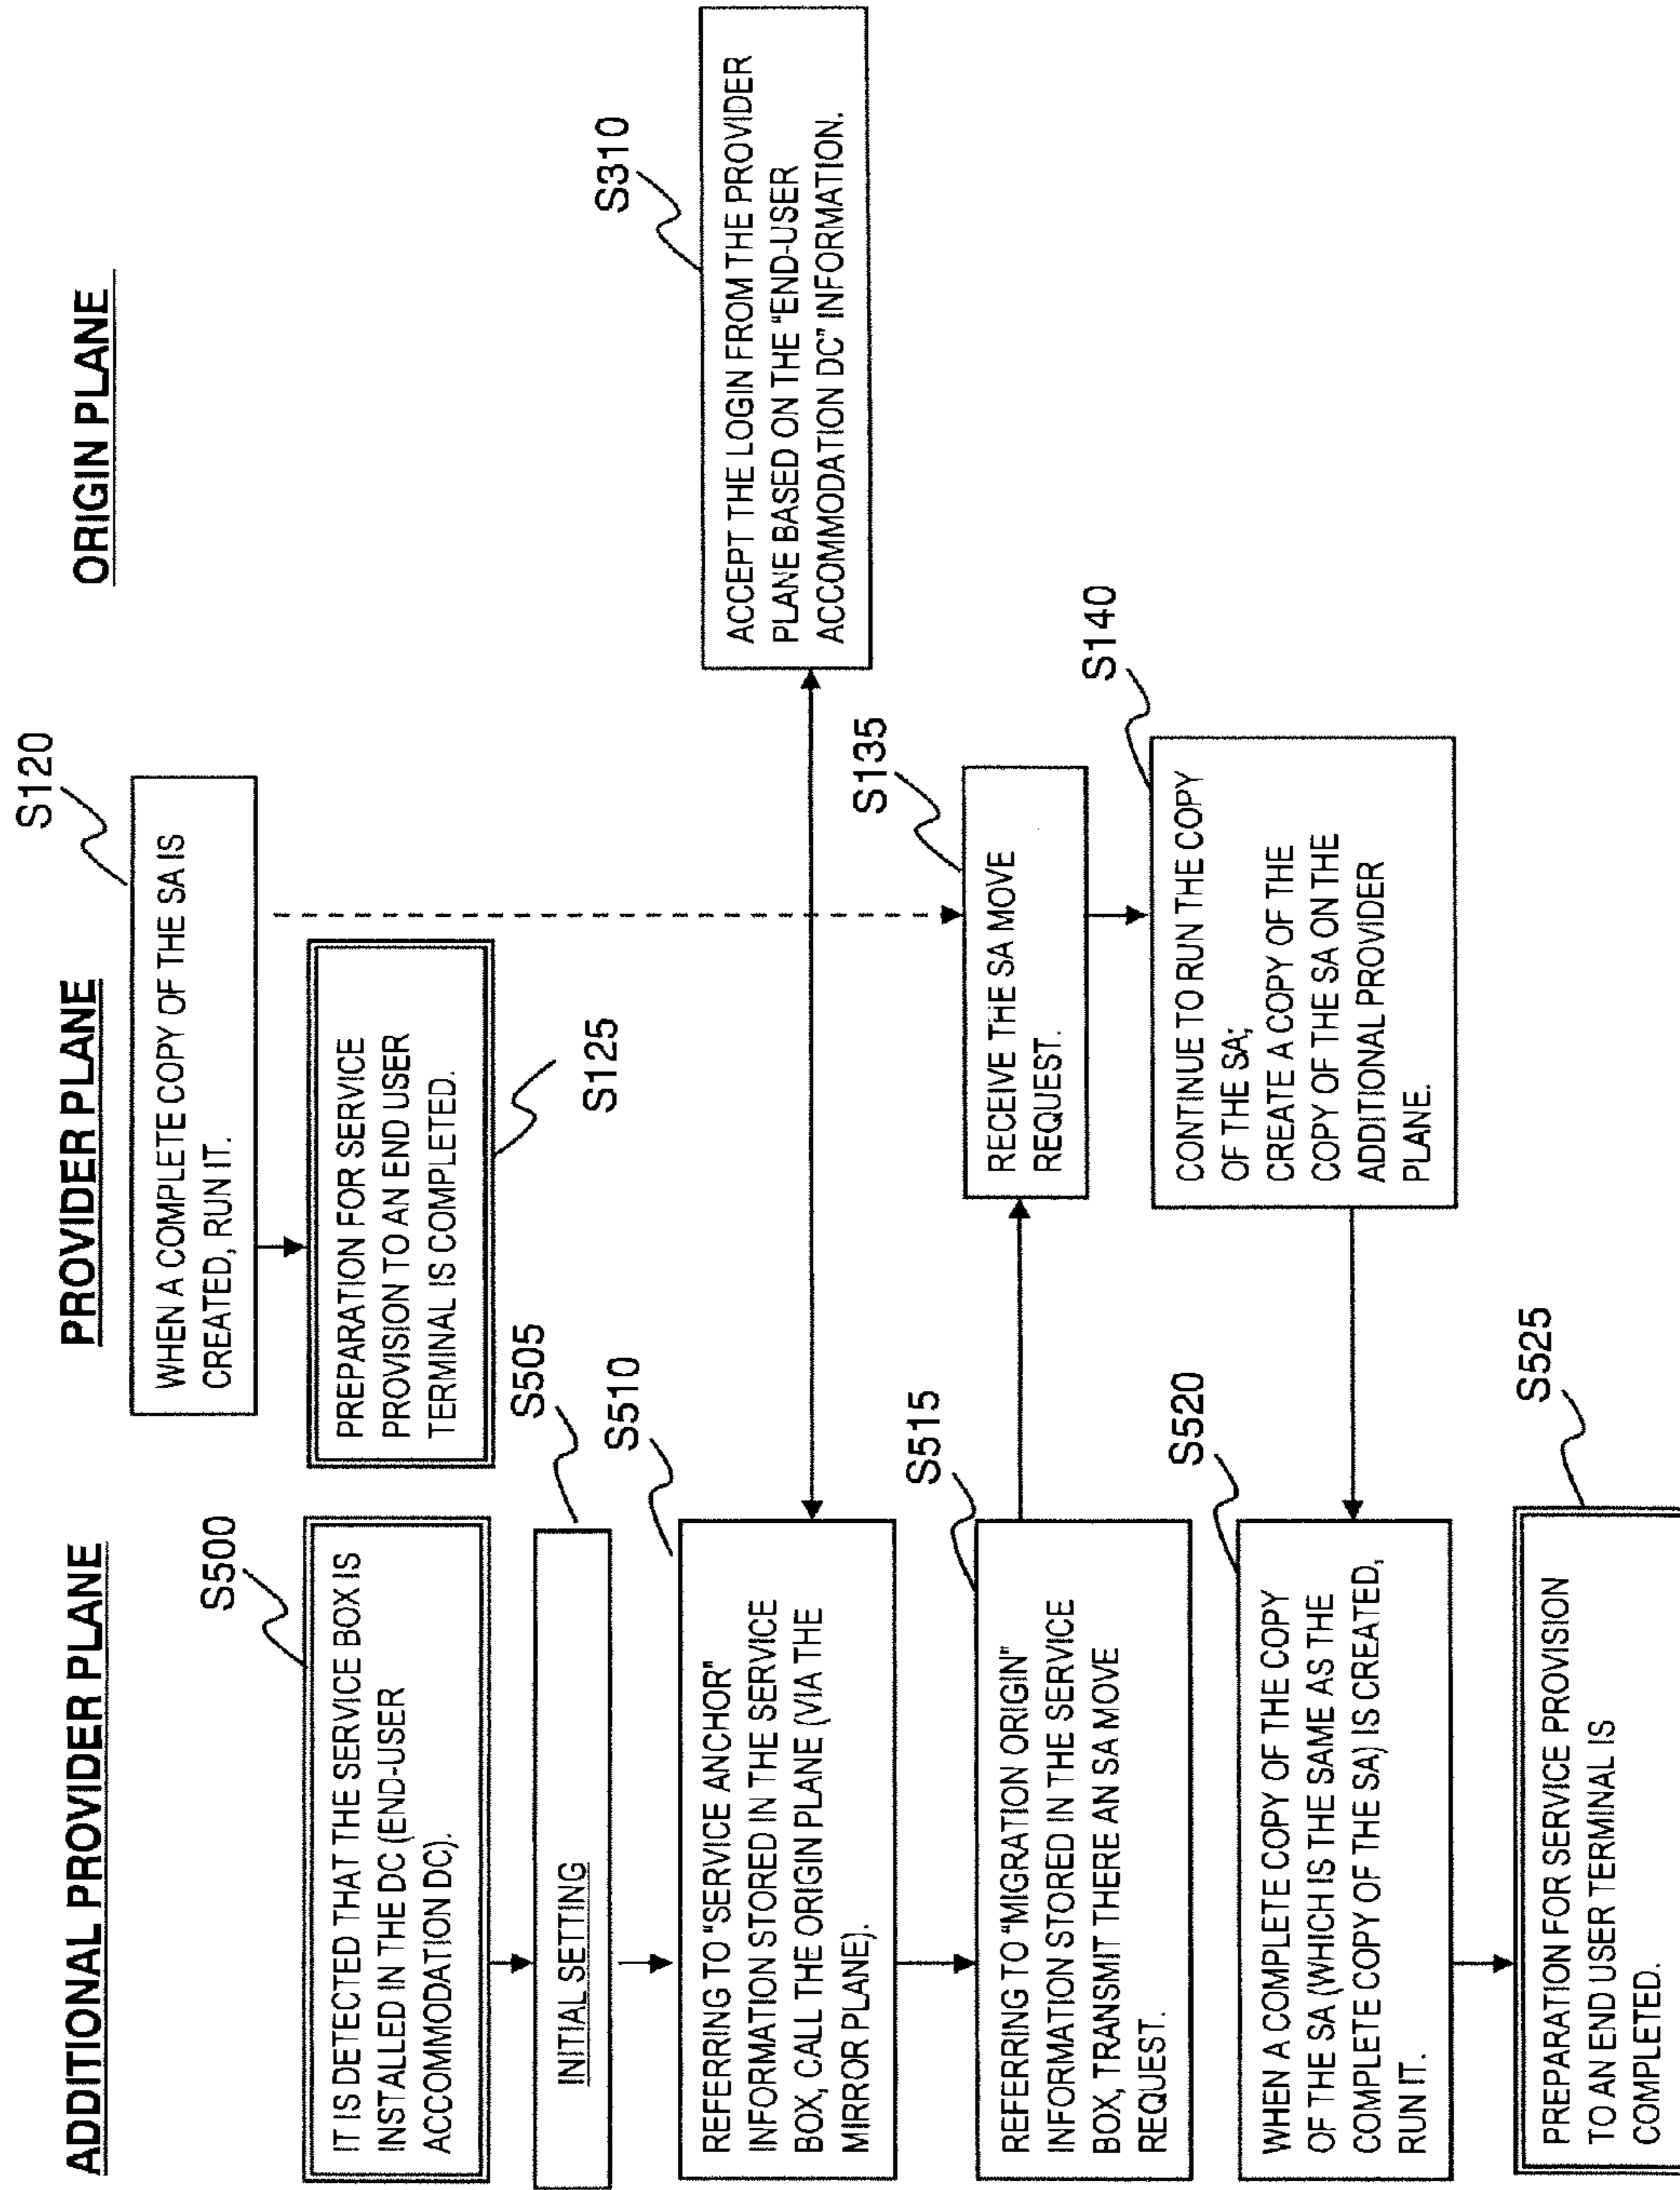 ADDITIONAL PROVIDER PLANE
PROVIDER PLANE
ORIGIN PLANE
S120
WHEN A COMPLETE COPY OF THE SA IS
CREATED, RUN IT.
PREPARATION FOR SERVICE
PROVISION TO AN END USER
TERMINAL IS COMPLETED.
S125
S500
IT IS DETECTED THAT THE SERVICE BOX IS
INSTALLED IN THE DC (END-USER
ACCOMMODATION DC).
S505
INITIAL SETTING
S510
REFERRING TO "SERVICE ANCHOR"
INFORMATION STORED IN THE SERVICE
BOX, CALL THE ORIGIN PLANE (VIA THE
MIRROR PLANE).
S310
ACCEPT THE LOGIN FROM THE PROVIDER
PLANE BASED ON THE "END-USER
ACCOMMODATION DC" INFORMATION.
S515
REFERRING TO "MIGRATION ORIGIN"
INFORMATION STORED IN THE SERVICE
BOX, TRANSMIT THERE AN SA MOVE
REQUEST.
S135
RECEIVE THE SA MOVE
REQUEST.
S140
CONTINUE TO RUN THE COPY
OF THE SA;
CREATE A COPY OF THE
COPY OF THE SA ON THE
ADDITIONAL PROVIDER
PLANE.
S520
WHEN A COMPLETE COPY OF THE COPY
OF THE SA (WHICH IS THE SAME AS THE
COMPLETE COPY OF THE SA) IS CREATED,
RUN IT.
S525
PREPARATION FOR SERVICE PROVISION
TO AN END USER TERMINAL IS
COMPLETED.